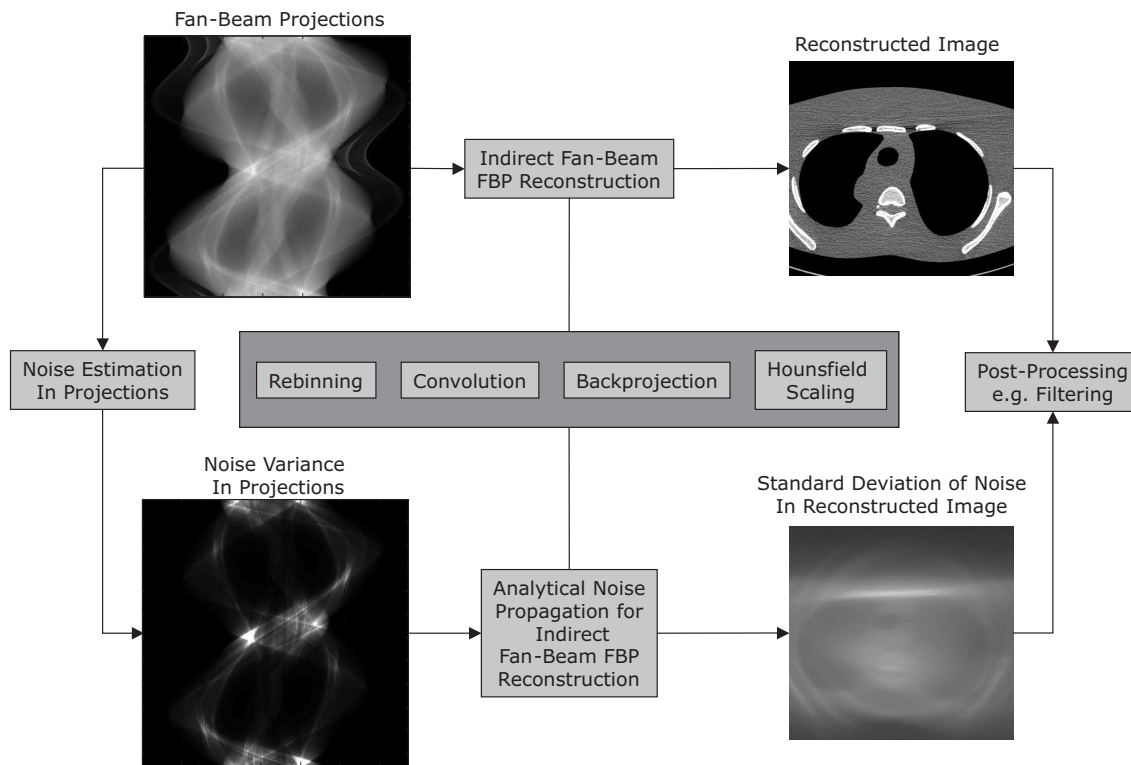 Fan-Beam Projections
Reconstructed Image
Indirect Fan-Beam
FBP Reconstruction
Noise Estimation
In Projections
Rebinning
Convolution
Backprojection
Hounsfield
Scaling
Post-Processing
e.g. Filtering
Noise Variance
In Projections
Standard Deviation of Noise
In Reconstructed Image
Analytical Noise
Propagation for
Indirect
Fan-Beam FBP
Reconstruction